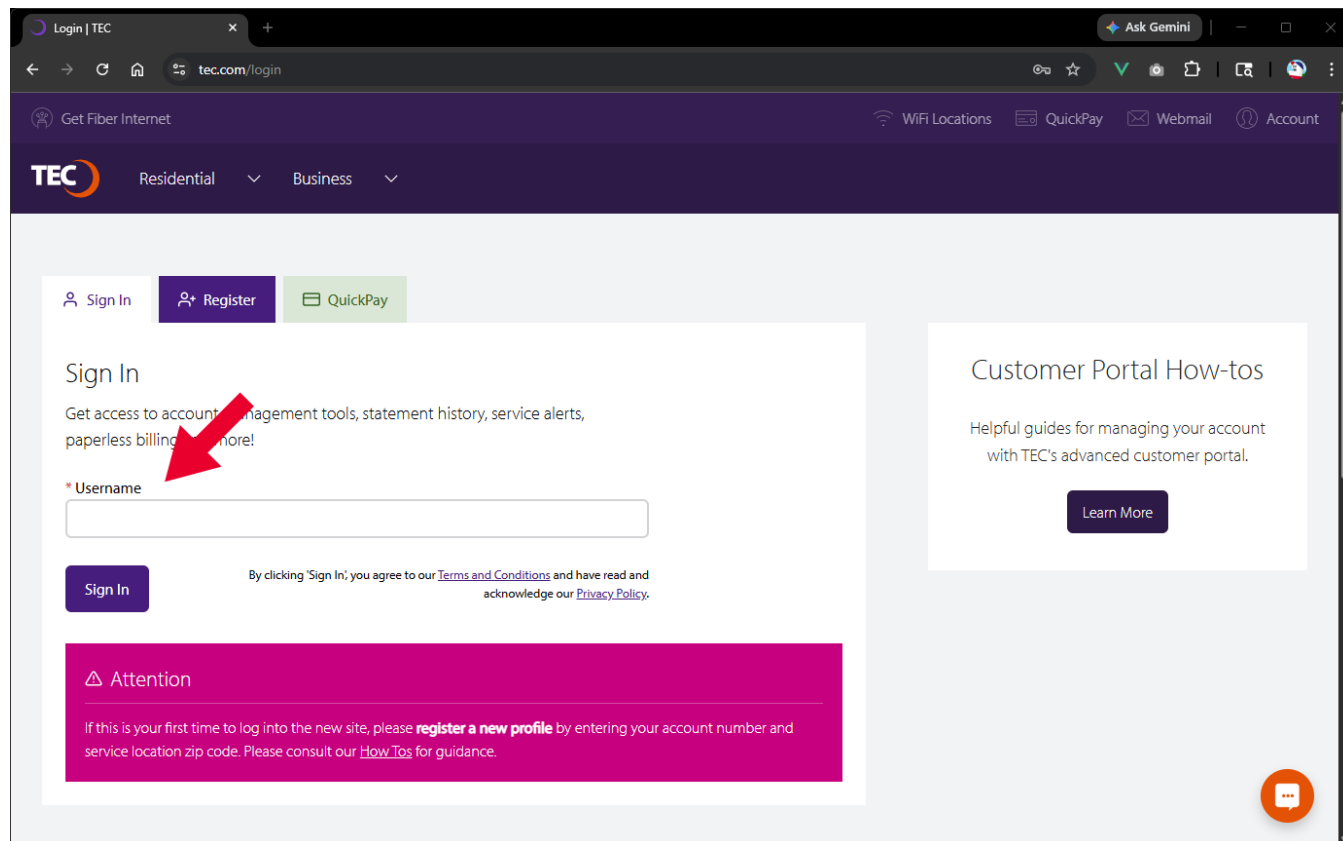 Login | TEC
Ask Gemini
tec.com/login
Get Fiber Internet
WiFi Locations
QuickPay
Webmail
Account
TEC
Residential
Business
Sign In
Register
QuickPay
Sign In
Get access to account management tools, statement history, service alerts,
paperless billing more!
* Username
Sign In
By clicking 'Sign In', you agree to our Terms and Conditions and have read and
acknowledge our Privacy Policy.
Attention
If this is your first time to log into the new site, please register a new profile by entering your account number and
service location zip code. Please consult our How Tos for guidance.
Customer Portal How-tos
Helpful guides for managing your account
with TEC's advanced customer portal.
Learn More